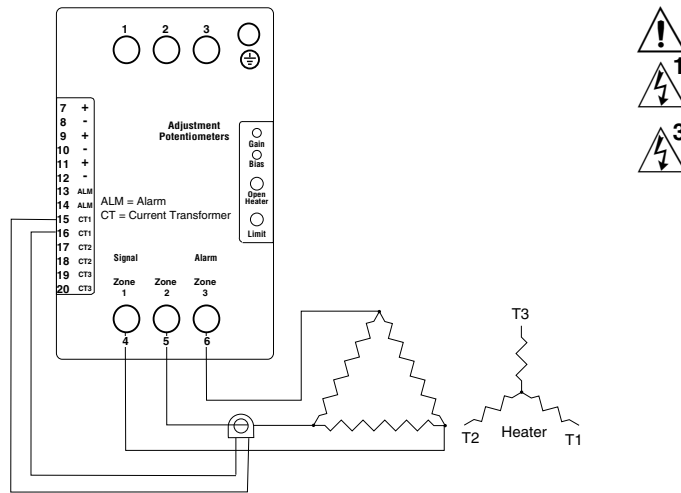 1 2 3
7 +
8 -
9 +
10 -
11 +
12 -
13 ALM
14 ALM
15 CT1
16 CT1
17 CT2
18 CT2
19 CT3
20 CT3
Adjustment
Potentiometers
Gain
Bias
Open
Heater
Limit
ALM = Alarm
CT = Current Transformer
Signal Alarm
Zone Zone Zone
1 2 3
4 5 6
T3
T2 Heater T1
1
3